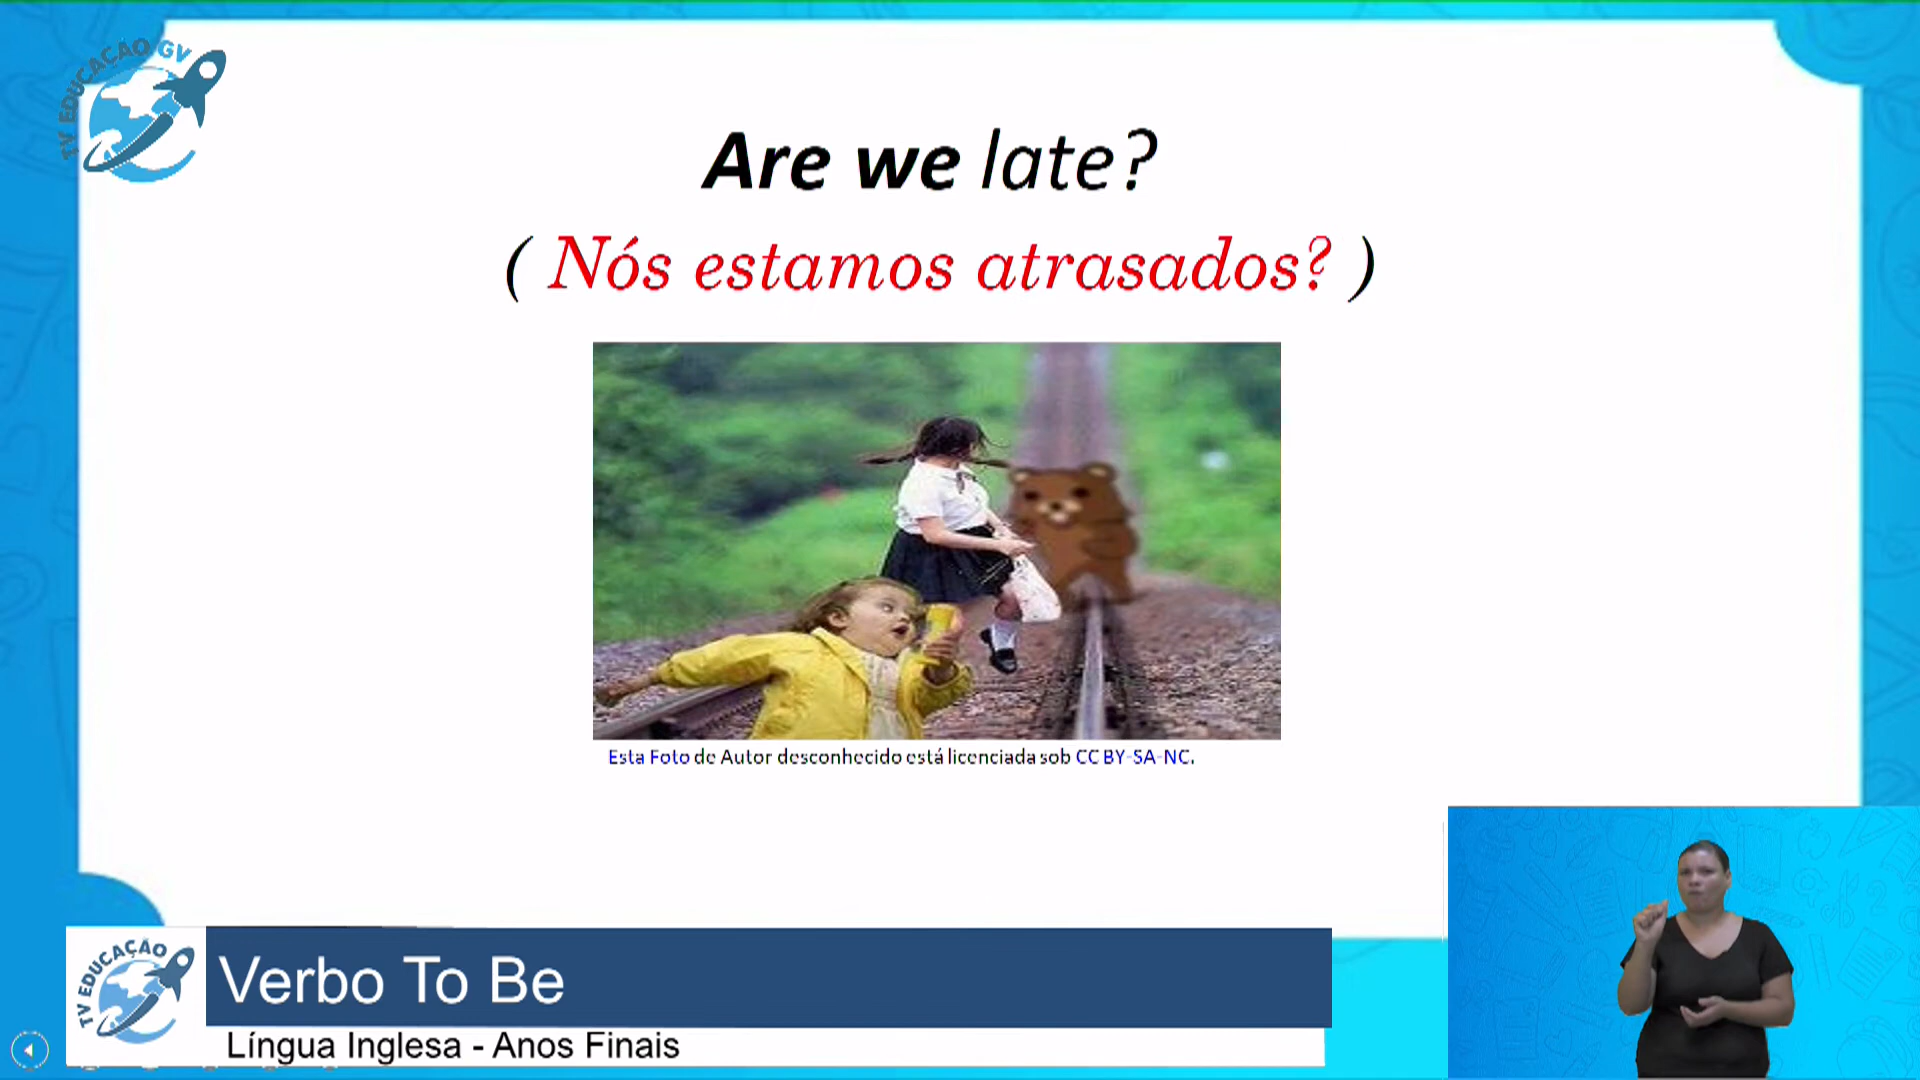 TV EDUCAÇÃO GV
Are we late?
( Nós estamos atrasados? )
Esta Foto de Autor desconhecido está licenciada sob CC BY-SA-NC.
TV EDUCAÇÃO
Verbo To Be
Língua Inglesa - Anos Finais